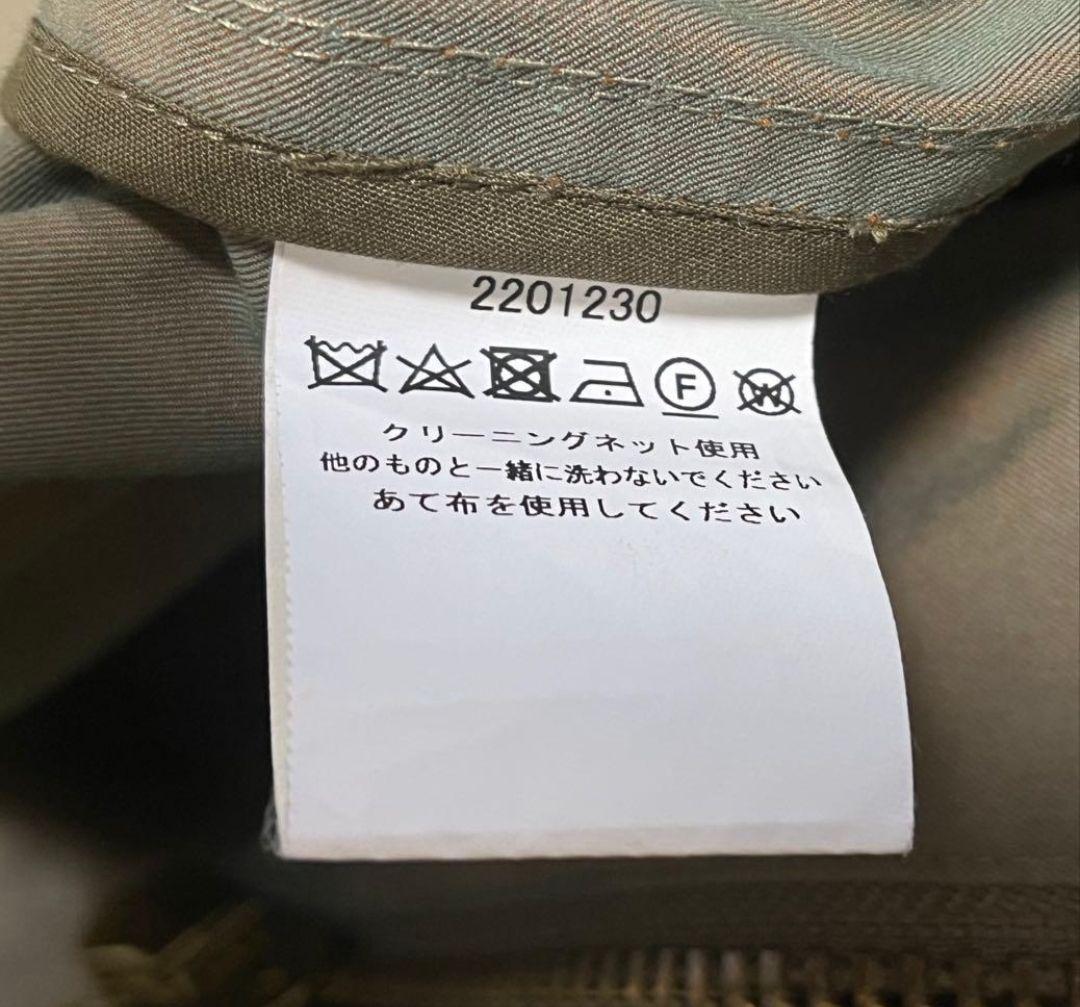 2201230
F W
クリーニングネット使用
他のものと一緒に洗わないでください
あて布を使用してください